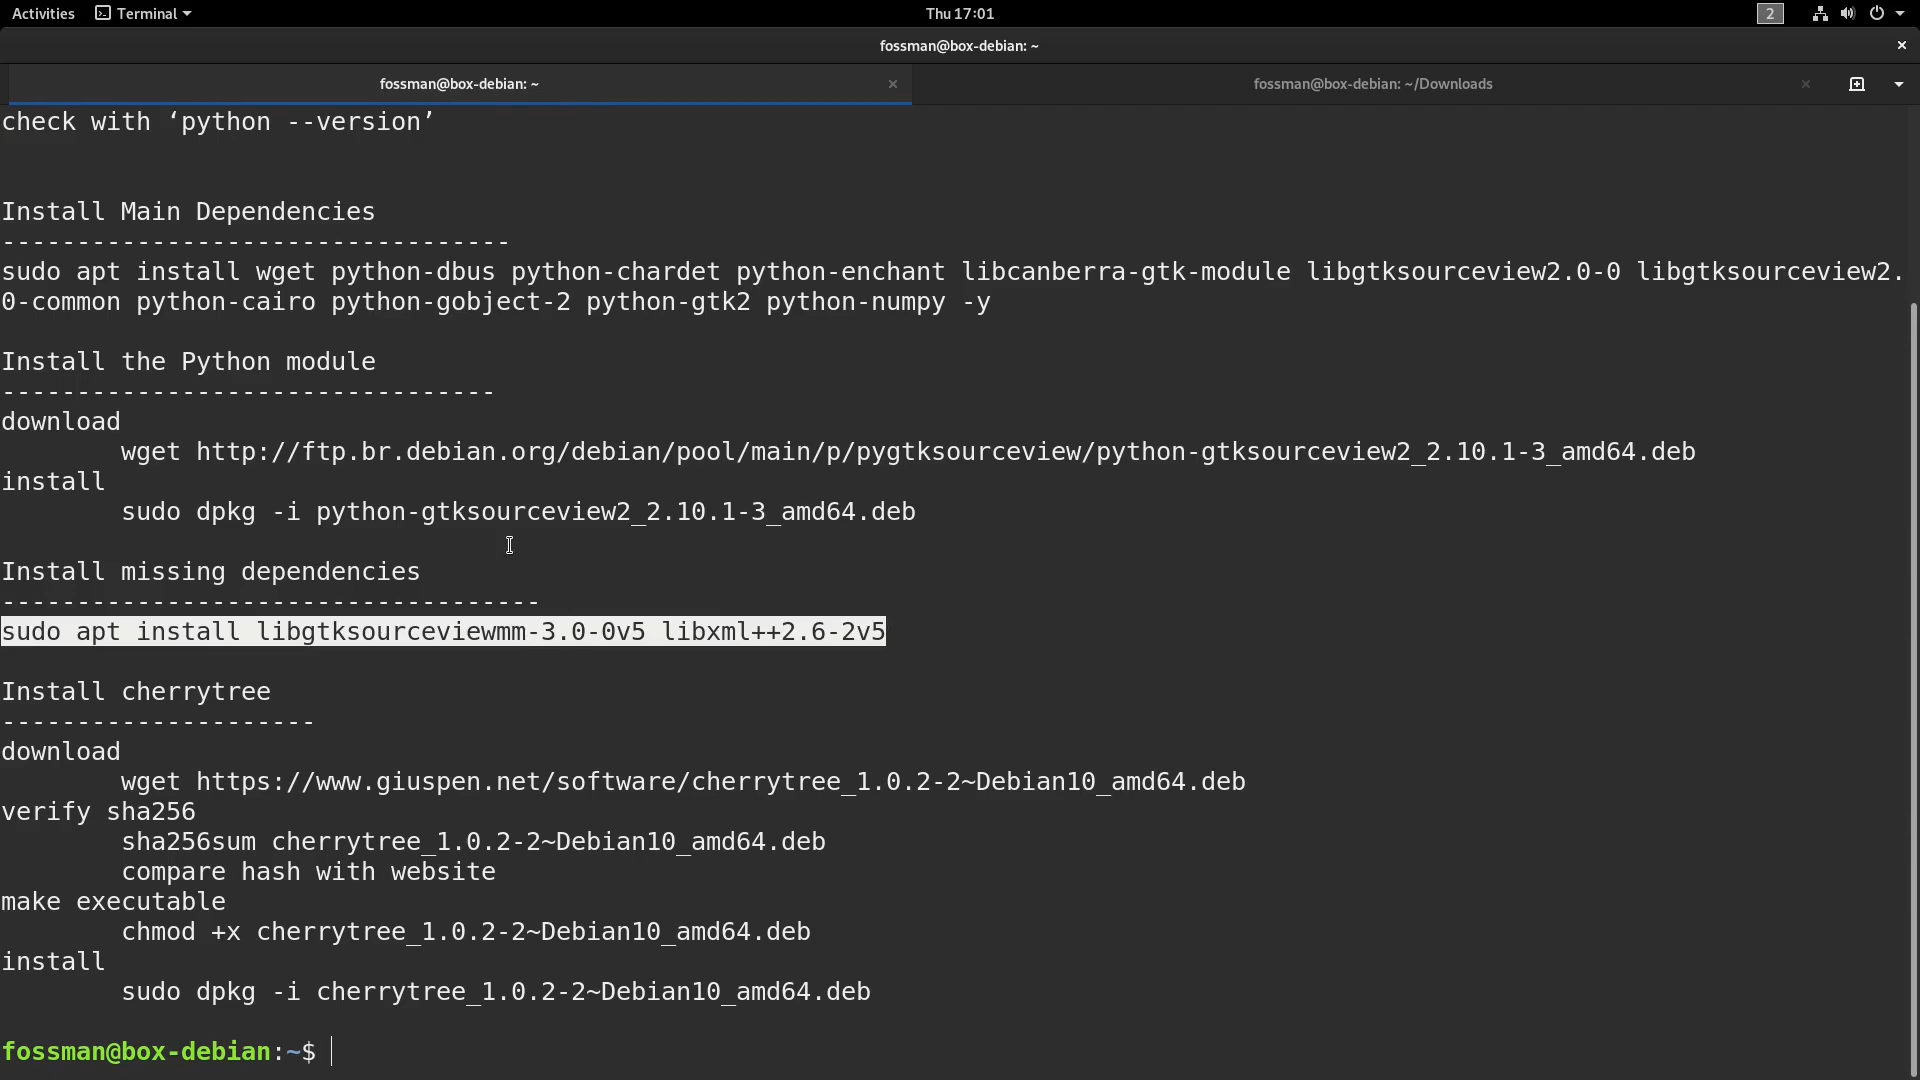 Activities Terminal Thu 17:01 2
fossman@box-debian: ~
fossman@box-debian: ~ fossman@box-debian: ~/Downloads
check with ‘python --version’
Install Main Dependencies
----------------------------------
sudo apt install wget python-dbus python-chardet python-enchant libcanberra-gtk-module libgtksourceview2.0-0 libgtksourceview2.
0-common python-cairo python-gobject-2 python-gtk2 python-numpy -y
Install the Python module
---------------------------------
download
wget http://ftp.br.debian.org/debian/pool/main/p/pygtksourceview/python-gtksourceview2_2.10.1-3_amd64.deb
install
sudo dpkg -i python-gtksourceview2_2.10.1-3_amd64.deb
Install missing dependencies
------------------------------------
sudo apt install libgtksourceviewmm-3.0-0v5 libxml++2.6-2v5
Install cherrytree
---------------------
download
wget https://www.giuspen.net/software/cherrytree_1.0.2-2~Debian10_amd64.deb
verify sha256
sha256sum cherrytree_1.0.2-2~Debian10_amd64.deb
compare hash with website
make executable
chmod +x cherrytree_1.0.2-2~Debian10_amd64.deb
install
sudo dpkg -i cherrytree_1.0.2-2~Debian10_amd64.deb
fossman@box-debian:~$